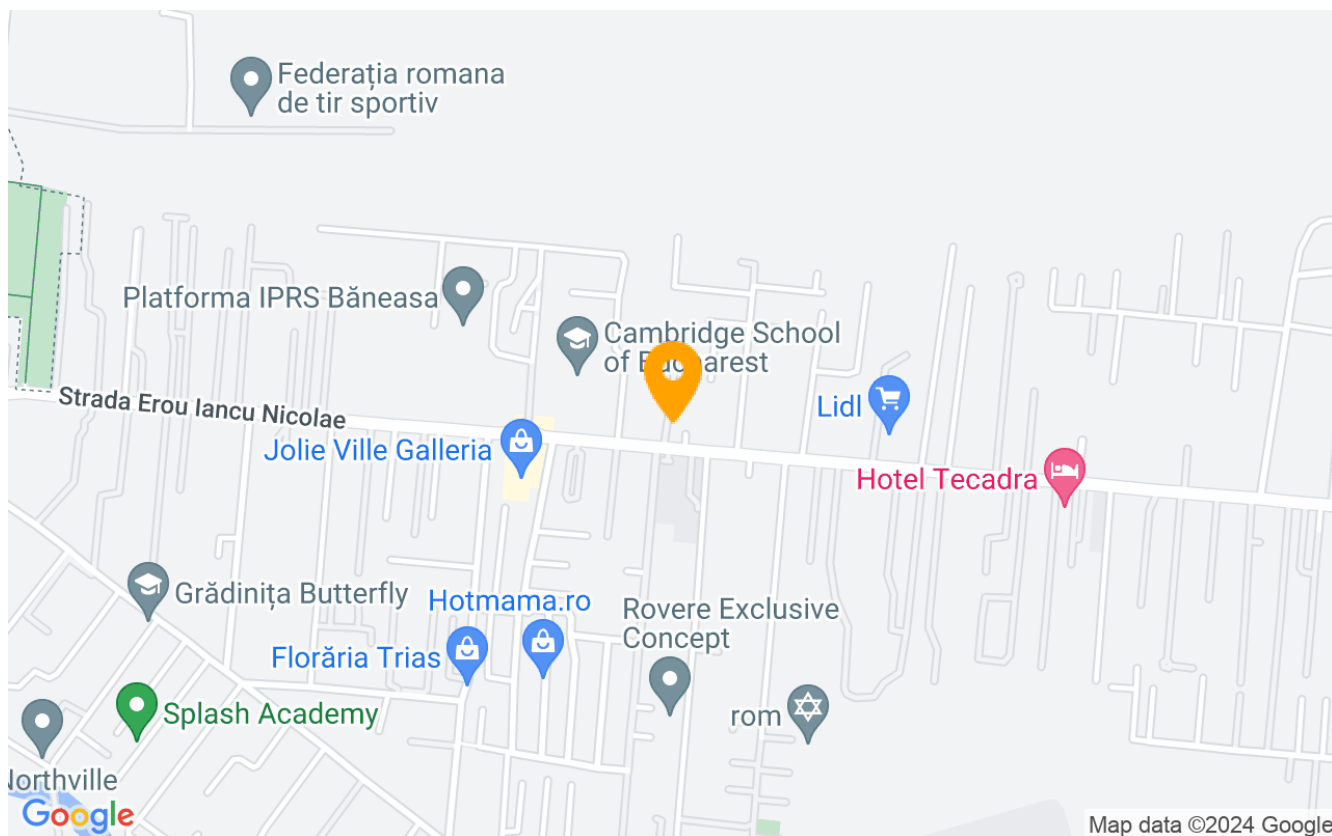 Federația romana
de tir sportiv
Platforma IPRS Băneasa
Cambridge School
of Bucharest
Strada Erou Iancu Nicolae
Lidl
Jolie Ville Galleria
Hotel Tecadra
Grădinița Butterfly
Hotmama.ro
Rovere Exclusive
Concept
Florăria Trias
Splash Academy
rom
Northville
Google
Map data ©2024 Google